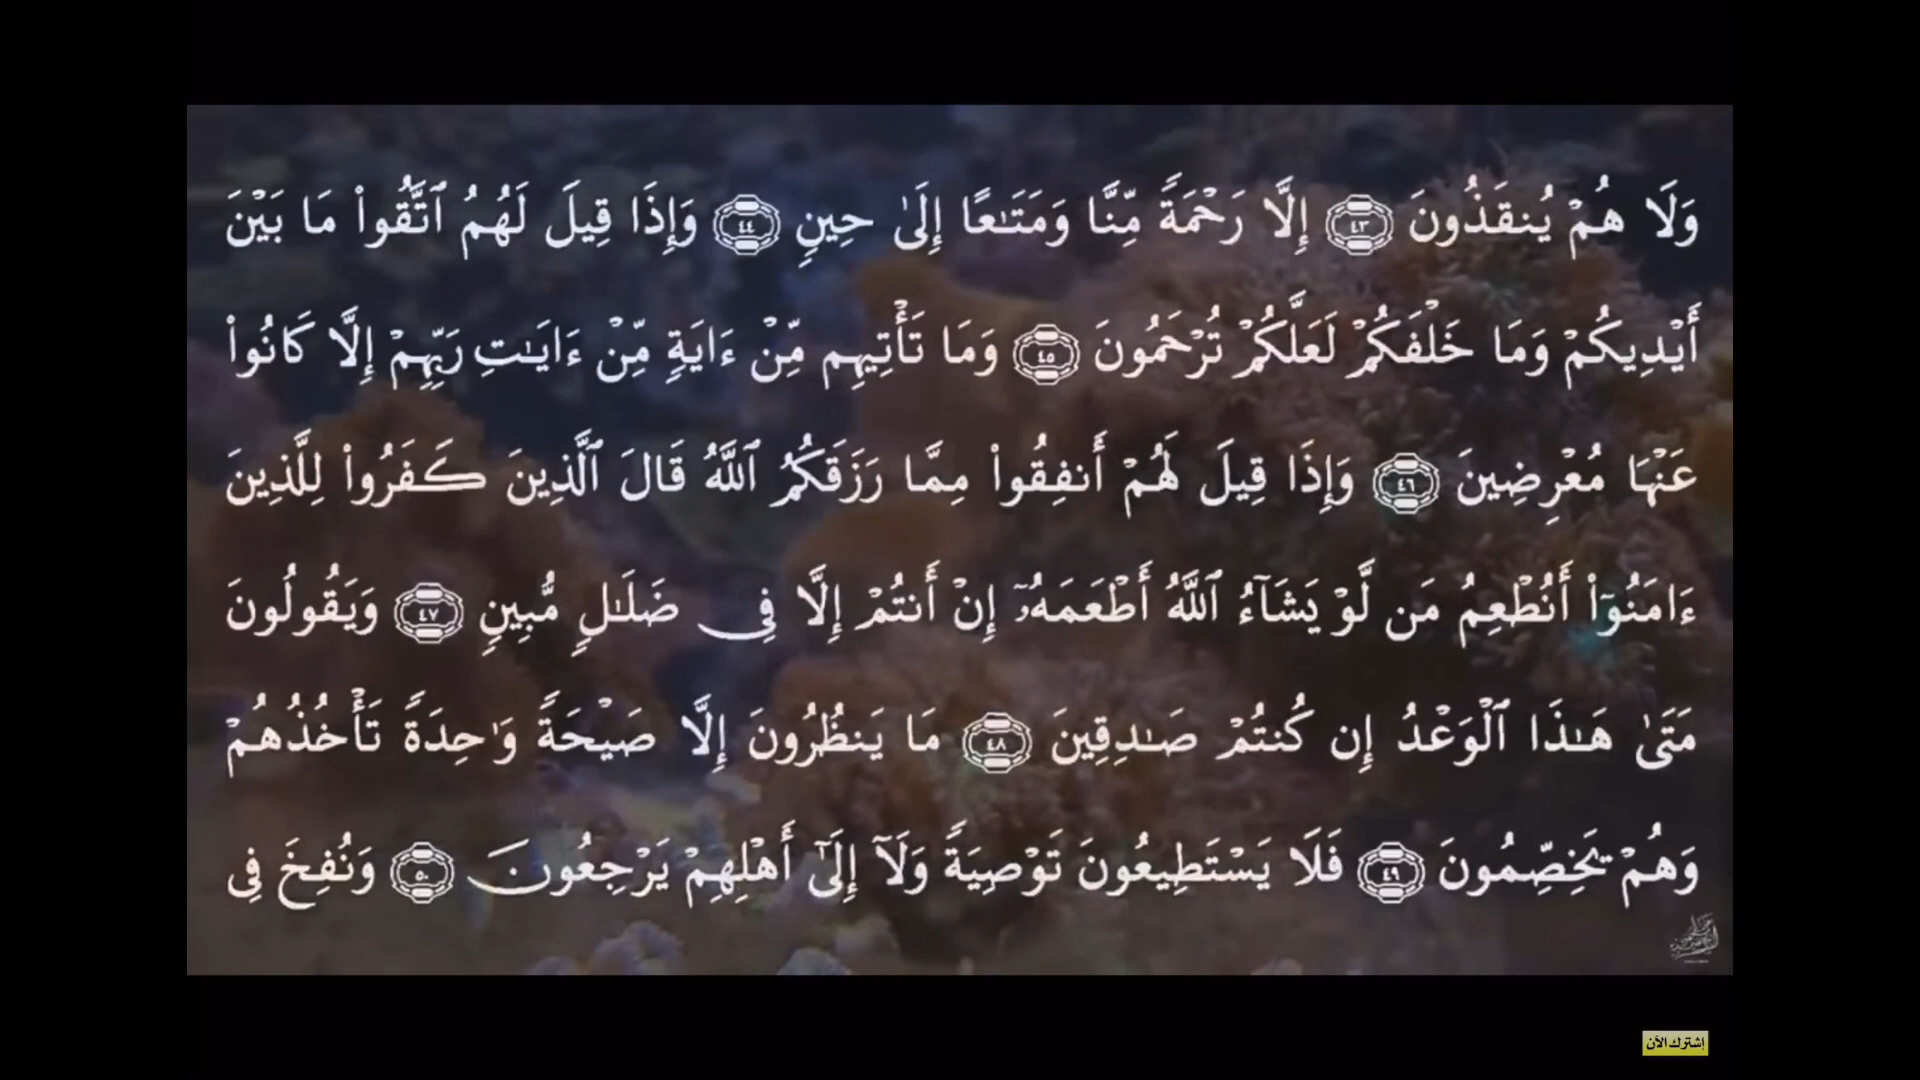 وَلَا هُمۡ يُنقَذُونَ ٤٣ إِلَّا رَحۡمَةً مِّنَّا وَمَتَـٰعًا إِلَىٰ حِينٍ ٤٤ وَإِذَا قِيلَ لَهُمُ ٱتَّقُوا۟ مَا بَيۡنَ
أَيۡدِيكُمۡ وَمَا خَلۡفَكُمۡ لَعَلَّكُمۡ تُرۡحَمُونَ ٤٥ وَمَا تَأۡتِيهِم مِّنۡ ءَايَةٍ مِّنۡ ءَايَـٰتِ رَبِّهِمۡ إِلَّا كَانُوا۟
عَنۡهَا مُعۡرِضِينَ ٤٦ وَإِذَا قِيلَ لَهُمۡ أَنفِقُوا۟ مِمَّا رَزَقَكُمُ ٱللَّهُ قَالَ ٱلَّذِينَ كَفَرُوا۟ لِلَّذِينَ
ءَامَنُوٓا۟ أَنُطۡعِمُ مَن لَّوۡ يَشَآءُ ٱللَّهُ أَطۡعَمَهُۥٓ إِنۡ أَنتُمۡ إِلَّا فِى ضَلَـٰلٍ مُّبِينٍ ٤٧ وَيَقُولُونَ
مَتَىٰ هَـٰذَا ٱلۡوَعۡدُ إِن كُنتُمۡ صَـٰدِقِينَ ٤٨ مَا يَنظُرُونَ إِلَّا صَيۡحَةً وَٰحِدَةً تَأۡخُذُهُمۡ
وَهُمۡ يَخِصِّمُونَ ٤٩ فَلَا يَسۡتَطِيعُونَ تَوۡصِيَةً وَلَآ إِلَىٰٓ أَهۡلِهِمۡ يَرۡجِعُونَ ٥٠ وَنُفِخَ فِى
إشترك الآن